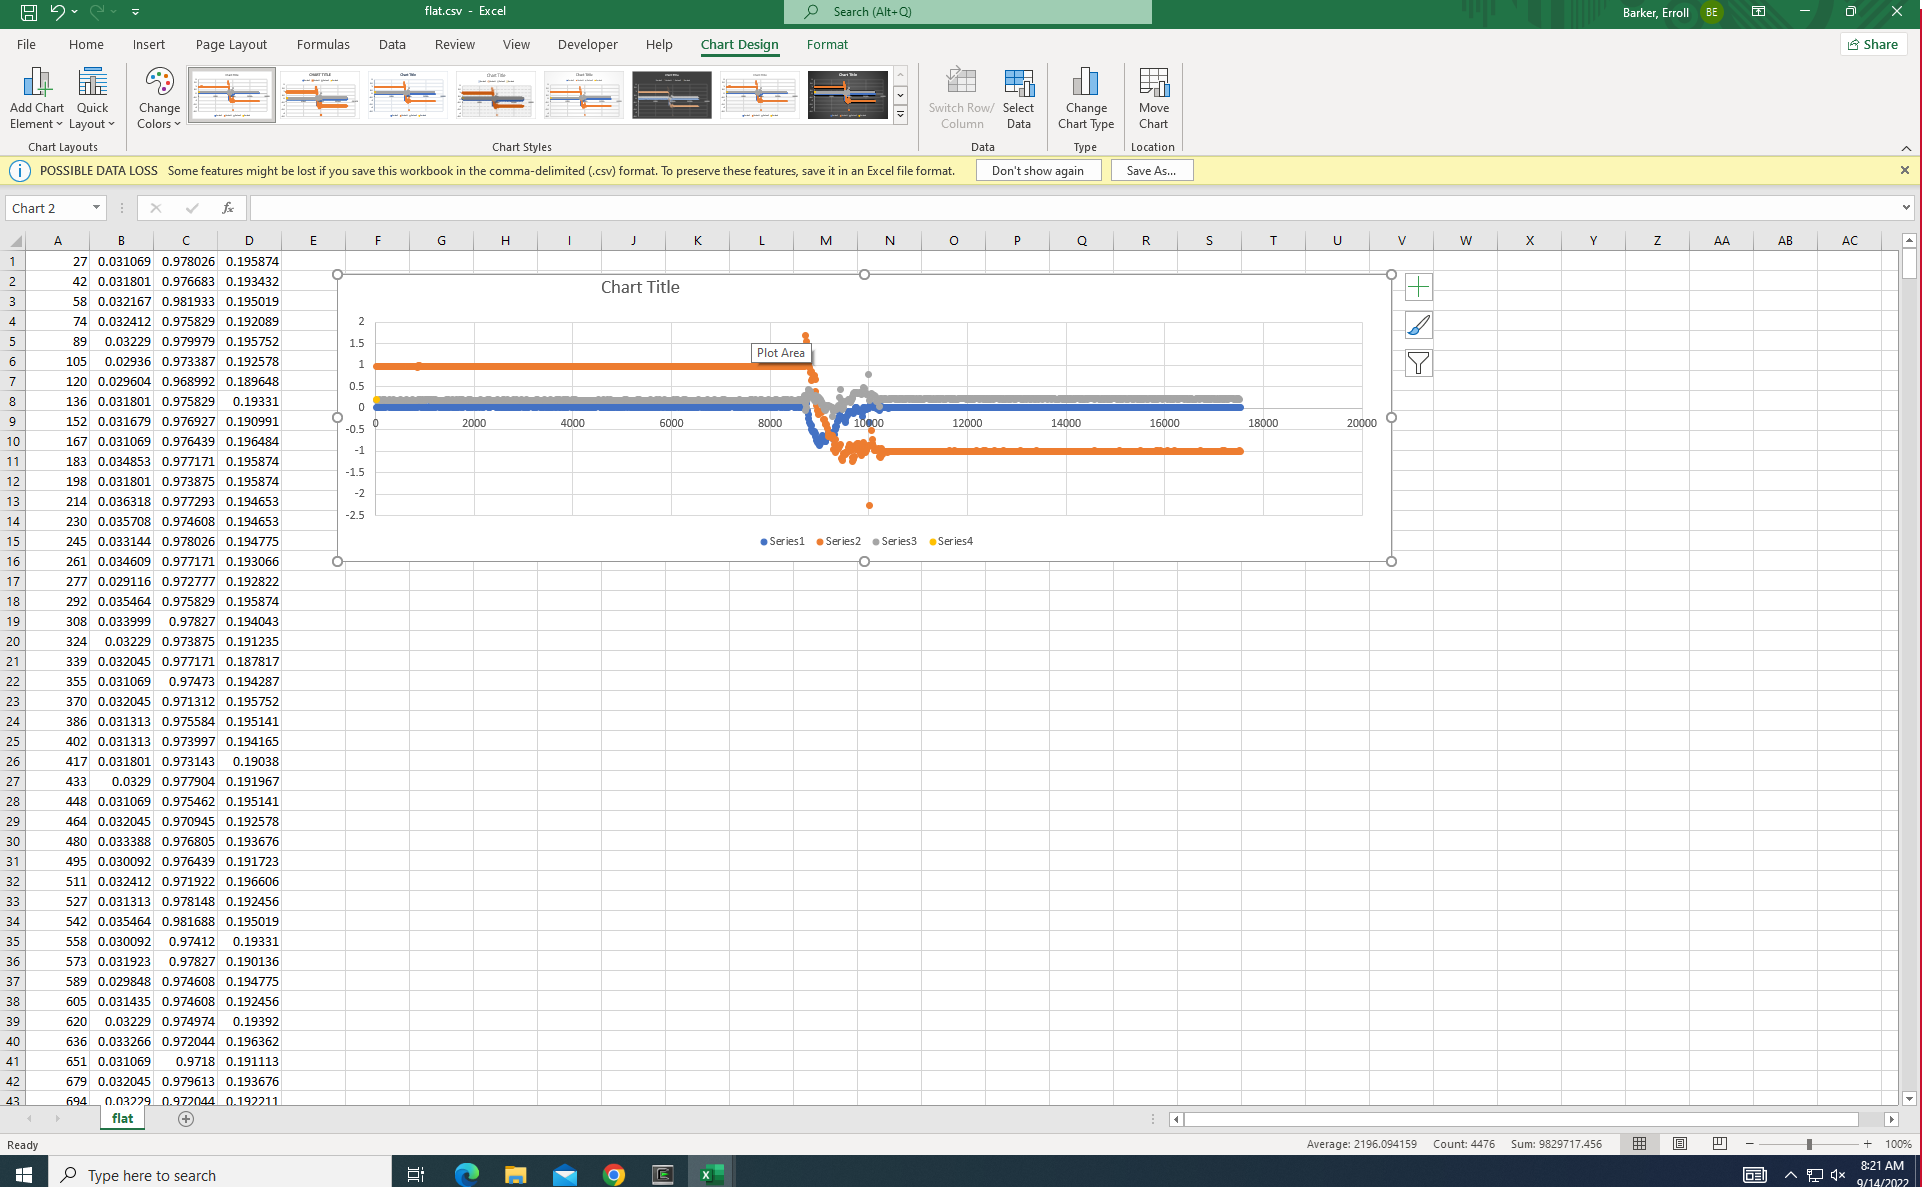 flat.csv - Excel
Search (Alt+Q)
Barker, Erroll
BE
File Home Insert Page Layout Formulas Data Review View Developer Help Chart Design Format
Share
Add Chart Element
Quick Layout
Change Colors
Switch Row/ Column
Select Data
Change Chart Type
Move Chart
Chart Layouts
Chart Styles
Data
Type
Location
POSSIBLE DATA LOSS Some features might be lost if you save this workbook in the comma-delimited (.csv) format. To preserve these features, save it in an Excel file format.
Don't show again
Save As...
Chart 2
fx
A B C D E F G H I J K L M N O P Q R S T U V W X Y Z AA AB AC
1 27 0.031069 0.978026 0.195874
2 42 0.031801 0.976683 0.193432
3 58 0.032167 0.981933 0.195019
4 74 0.032412 0.975829 0.192089
5 89 0.03229 0.979979 0.195752
6 105 0.02936 0.973387 0.192578
7 120 0.029604 0.968992 0.189648
8 136 0.031801 0.975829 0.19331
9 152 0.031679 0.976927 0.190991
10 167 0.031069 0.976439 0.196484
11 183 0.034853 0.977171 0.195874
12 198 0.031801 0.973875 0.195874
13 214 0.036318 0.977293 0.194653
14 230 0.035708 0.974608 0.194653
15 245 0.033144 0.978026 0.194775
16 261 0.034609 0.977171 0.193066
17 277 0.029116 0.972777 0.192822
18 292 0.035464 0.975829 0.195874
19 308 0.033999 0.97827 0.194043
20 324 0.03229 0.973875 0.191235
21 339 0.032045 0.977171 0.187817
22 355 0.031069 0.97473 0.194287
23 370 0.032045 0.971312 0.195752
24 386 0.031313 0.975584 0.195141
25 402 0.031313 0.973997 0.194165
26 417 0.031801 0.973143 0.19038
27 433 0.0329 0.977904 0.191967
28 448 0.031069 0.975462 0.195141
29 464 0.032045 0.970945 0.192578
30 480 0.033388 0.976805 0.193676
31 495 0.030092 0.976439 0.191723
32 511 0.032412 0.971922 0.196606
33 527 0.031313 0.978148 0.192456
34 542 0.035464 0.981688 0.195019
35 558 0.030092 0.97412 0.19331
36 573 0.031923 0.97827 0.190136
37 589 0.029848 0.974608 0.194775
38 605 0.031435 0.974608 0.192456
39 620 0.03229 0.974974 0.19392
40 636 0.033266 0.972044 0.196362
41 651 0.031069 0.9718 0.191113
42 679 0.032045 0.979613 0.193676
43 694 0.03229 0.972044 0.192211
Chart Title
2
1.5
1
0.5
0
-0.5
-1
-1.5
-2
-2.5
0 2000 4000 6000 8000 10000 12000 14000 16000 18000 20000
Plot Area
Series1 Series2 Series3 Series4
flat
Ready
Average: 2196.094159 Count: 4476 Sum: 9829717.456
100%
Type here to search
8:21 AM
9/14/2022